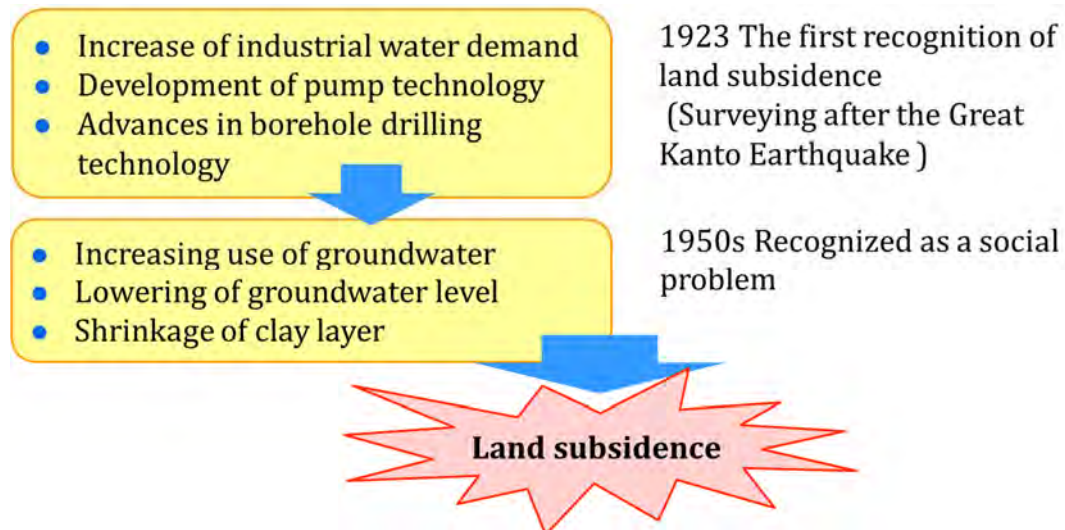 Increase of industrial water demand
Development of pump technology
Advances in borehole drilling
technology
1923 The first recognition of
land subsidence
(Surveying after the Great
Kanto Earthquake )
Increasing use of groundwater
Lowering of groundwater level
Shrinkage of clay layer
1950s Recognized as a social
problem
Land subsidence